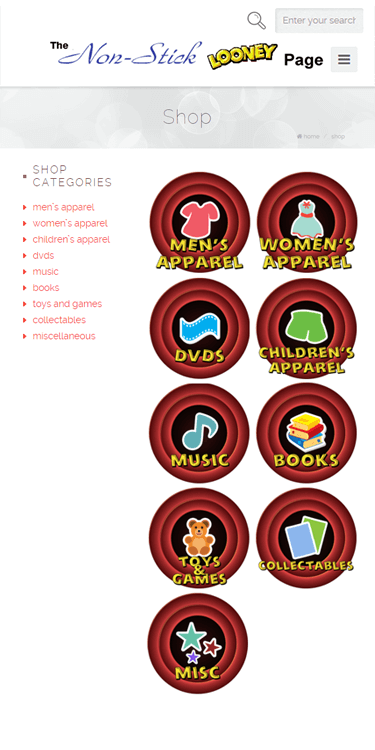 Enter your search
The Non-Stick LOONEY Page
Shop
home
shop
SHOP
CATEGORIES
men's apparel
women's apparel
children's apparel
dvds
music
books
toys and games
collectables
miscellaneous
MEN'S
APPAREL
WOMEN'S
APPAREL
DVDS
CHILDREN'S
APPAREL
MUSIC
BOOKS
TOYS
&
GAMES
COLLECTABLES
MISC